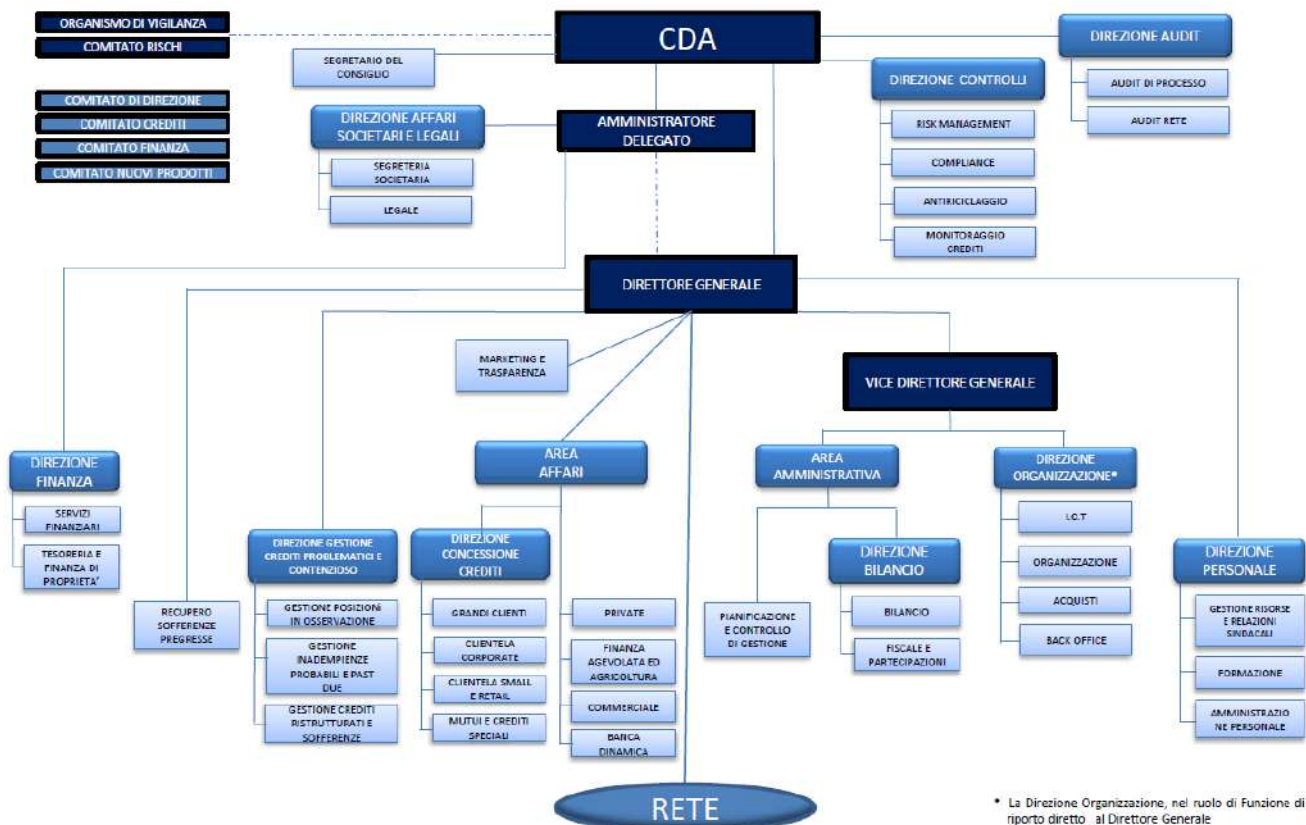 ORGANISMO DI VIGILANZA
COMITATO RISCHI
COMITATO DI DIREZIONE
COMITATO CREDITI
COMITATO FINANZA
COMITATO NUOVI PRODOTTI
CDA
SEGRETARIO DEL
CONSIGLIO
DIREZIONE AUDIT
AUDIT DI PROCESSO
AUDIT RETE
DIREZIONE CONTROLLI
RISK MANAGEMENT
COMPLIANCE
ANTIRICICLAGGIO
MONITORAGGIO
CREDITI
DIREZIONE AFFARI
SOCIETARI E LEGALI
SEGRETERIA
SOCIETARIA
LEGALE
AMMINISTRATORE
DELEGATO
DIRETTORE GENERALE
MARKETING E
TRASPARENZA
VICE DIRETTORE GENERALE
DIREZIONE
FINANZA
SERVIZI
FINANZIARI
TESORERIA E
FINANZA DI
PROPRIETA'
RECUPERO
SOFFERENZE
PREGRESSE
DIREZIONE GESTIONE
CREDITI PROBLEMATICI E
CONTENZIOSO
GESTIONE POSIZIONI
IN OSSERVAZIONE
GESTIONE
INADEMPIENZE
PROBABILI E PAST
DUE
GESTIONE CREDITI
RISTRUTTURATI E
SOFFERENZE
AREA
AFFARI
DIREZIONE
CONCESSIONE
CREDITI
GRANDI CLIENTI
CLIENTELA
CORPORATE
CLIENTELA SMALL
E RETAIL
MUTUI E CREDITI
SPECIALI
PRIVATE
FINANZA
AGEVOLATA ED
AGRICOLTURA
COMMERCIALE
BANCA
DINAMICA
AREA
AMMINISTRATIVA
PIANIFICAZIONE
E CONTROLLO
DI GESTIONE
DIREZIONE
BILANCIO
BILANCIO
FISCALE E
PARTECIPAZIONI
DIREZIONE
ORGANIZZAZIONE*
I.C.T
ORGANIZZAZIONE
ACQUISTI
BACK OFFICE
DIREZIONE
PERSONALE
GESTIONE RISORSE
E RELAZIONI
SINDACALI
FORMAZIONE
AMMINISTRAZIO
NE PERSONALE
RETE
* La Direzione Organizzazione, nel ruolo di Funzione di
riporto diretto al Direttore Generale